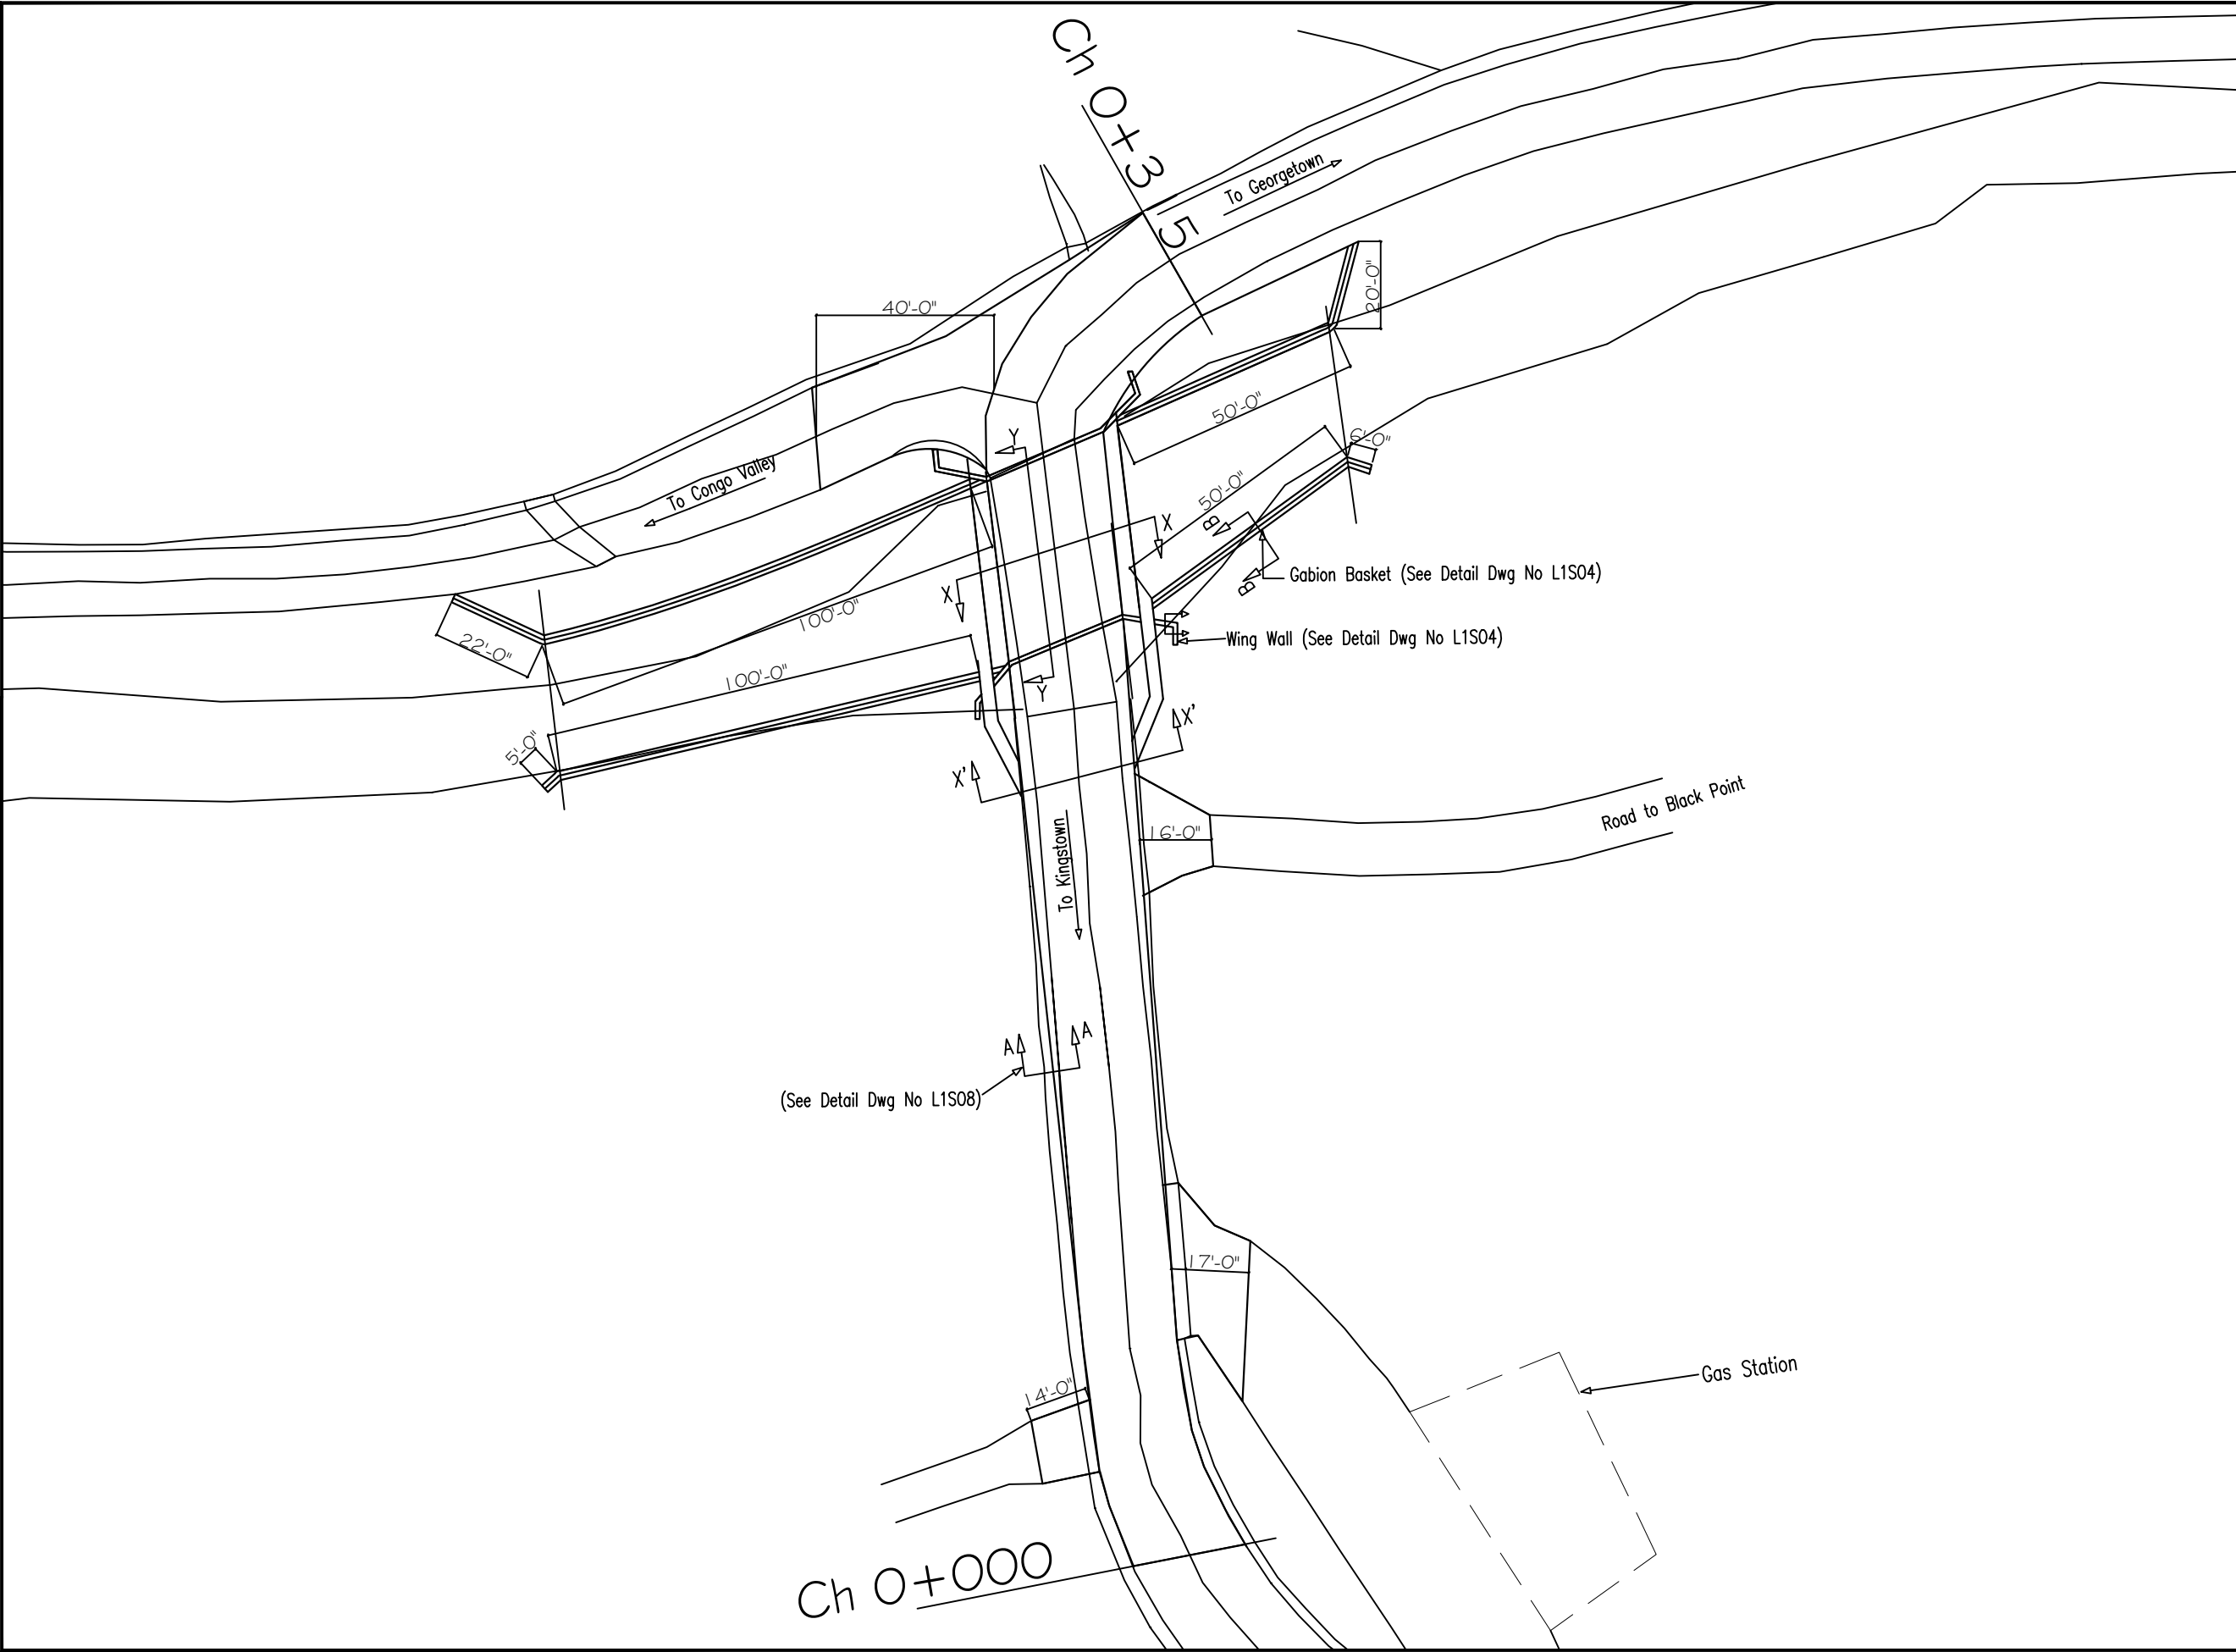 Ch 0+3 5
To Georgetown
40'-0"
20'-0"
50'-0"
Y
6'-0"
To Congo Valley
50'-0"
B
X
Gabion Basket (See Detail Dwg No L1S04)
B
X
100'-0"
22'-0"
Wing Wall (See Detail Dwg No L1S04)
100'-0"
Y
X'
5'-0"
X'
Road to Black Point
16'-0"
To Kingstown
A
A
(See Detail Dwg No L1S08)
17'-0"
Gas Station
14'-0"
Ch 0+000